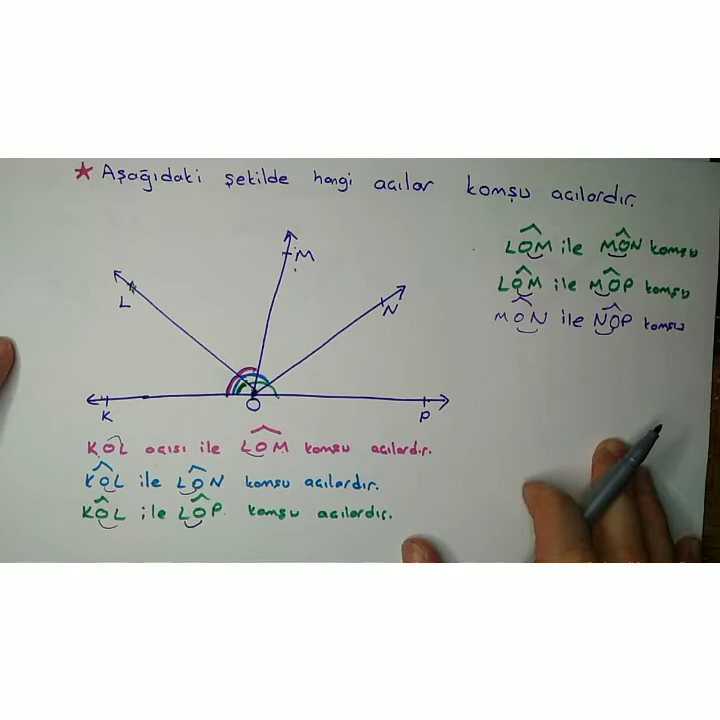 ★ Aşağıdaki şekilde hangi açılar komşu açılardır.
M
L
N
K
O
P
LOM ile MON komşu
LOM ile MOP komşu
MON ile NOP komşu
KOL açısı ile LOM komşu açılardır.
KOL ile LON komşu açılardır.
KOL ile LOP komşu açılardır.